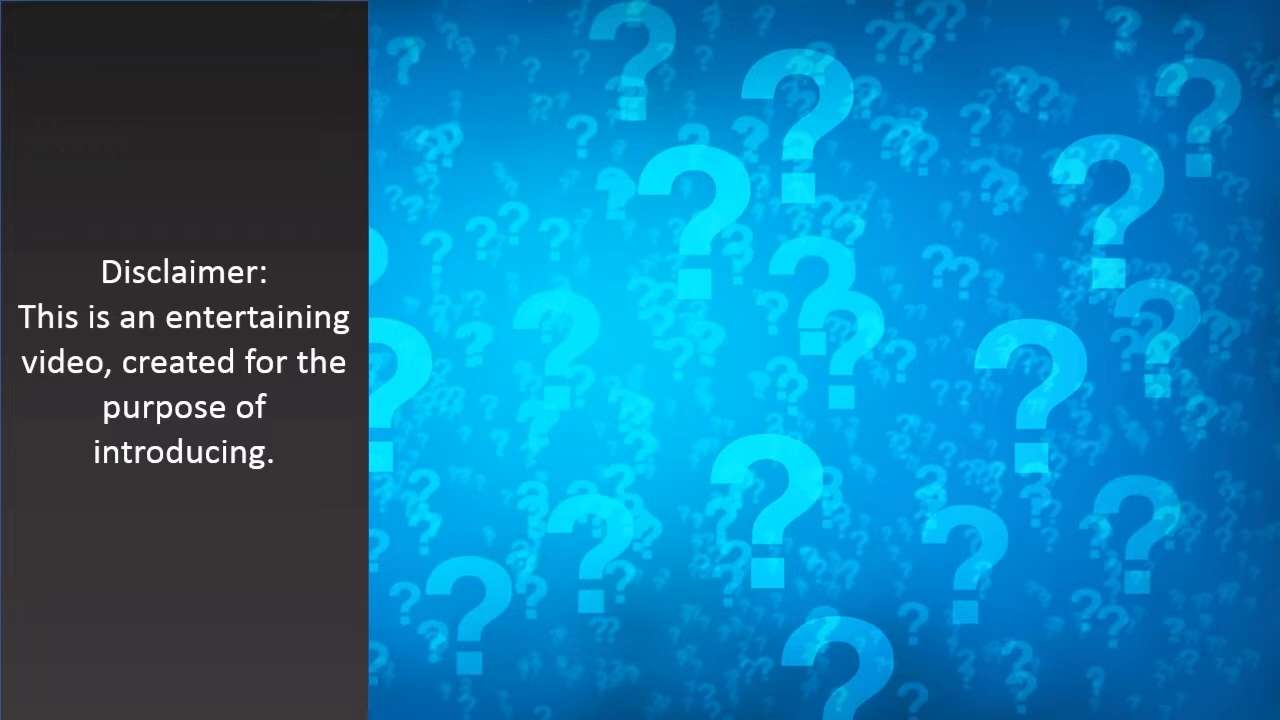 Disclaimer:
This is an entertaining
video, created for the
purpose of
introducing.